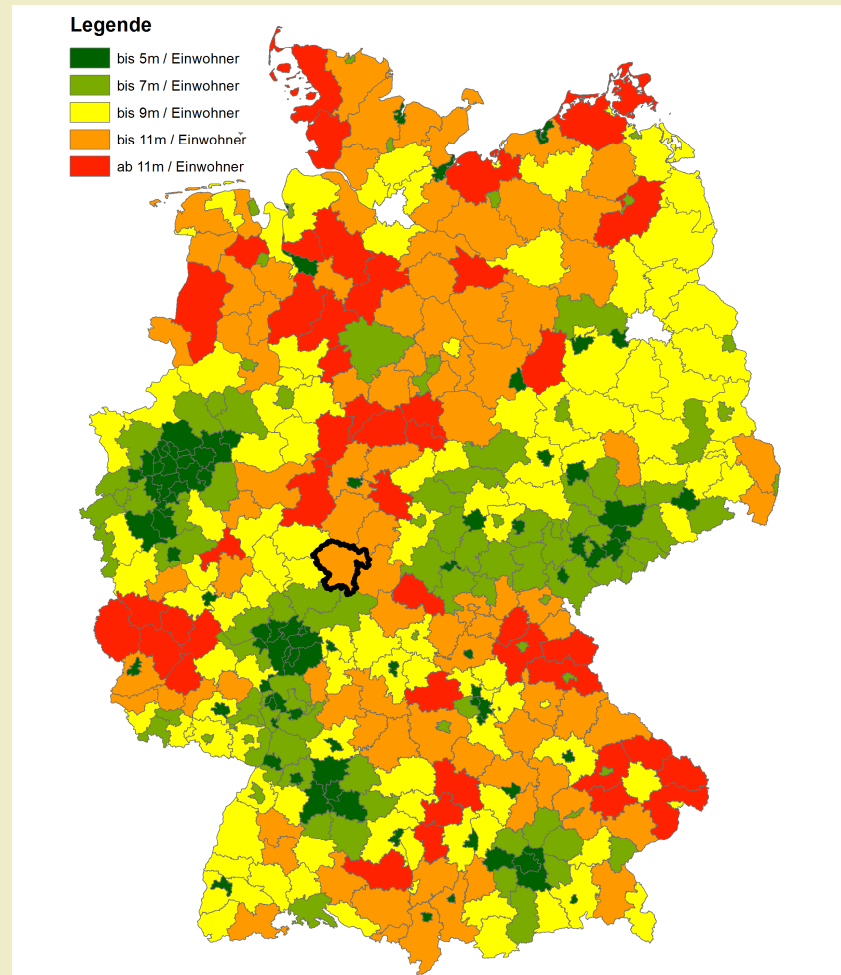 Legende
bis 5m / Einwohner
bis 7m / Einwohner
bis 9m / Einwohner
bis 11m / Einwohner
ab 11m / Einwohner